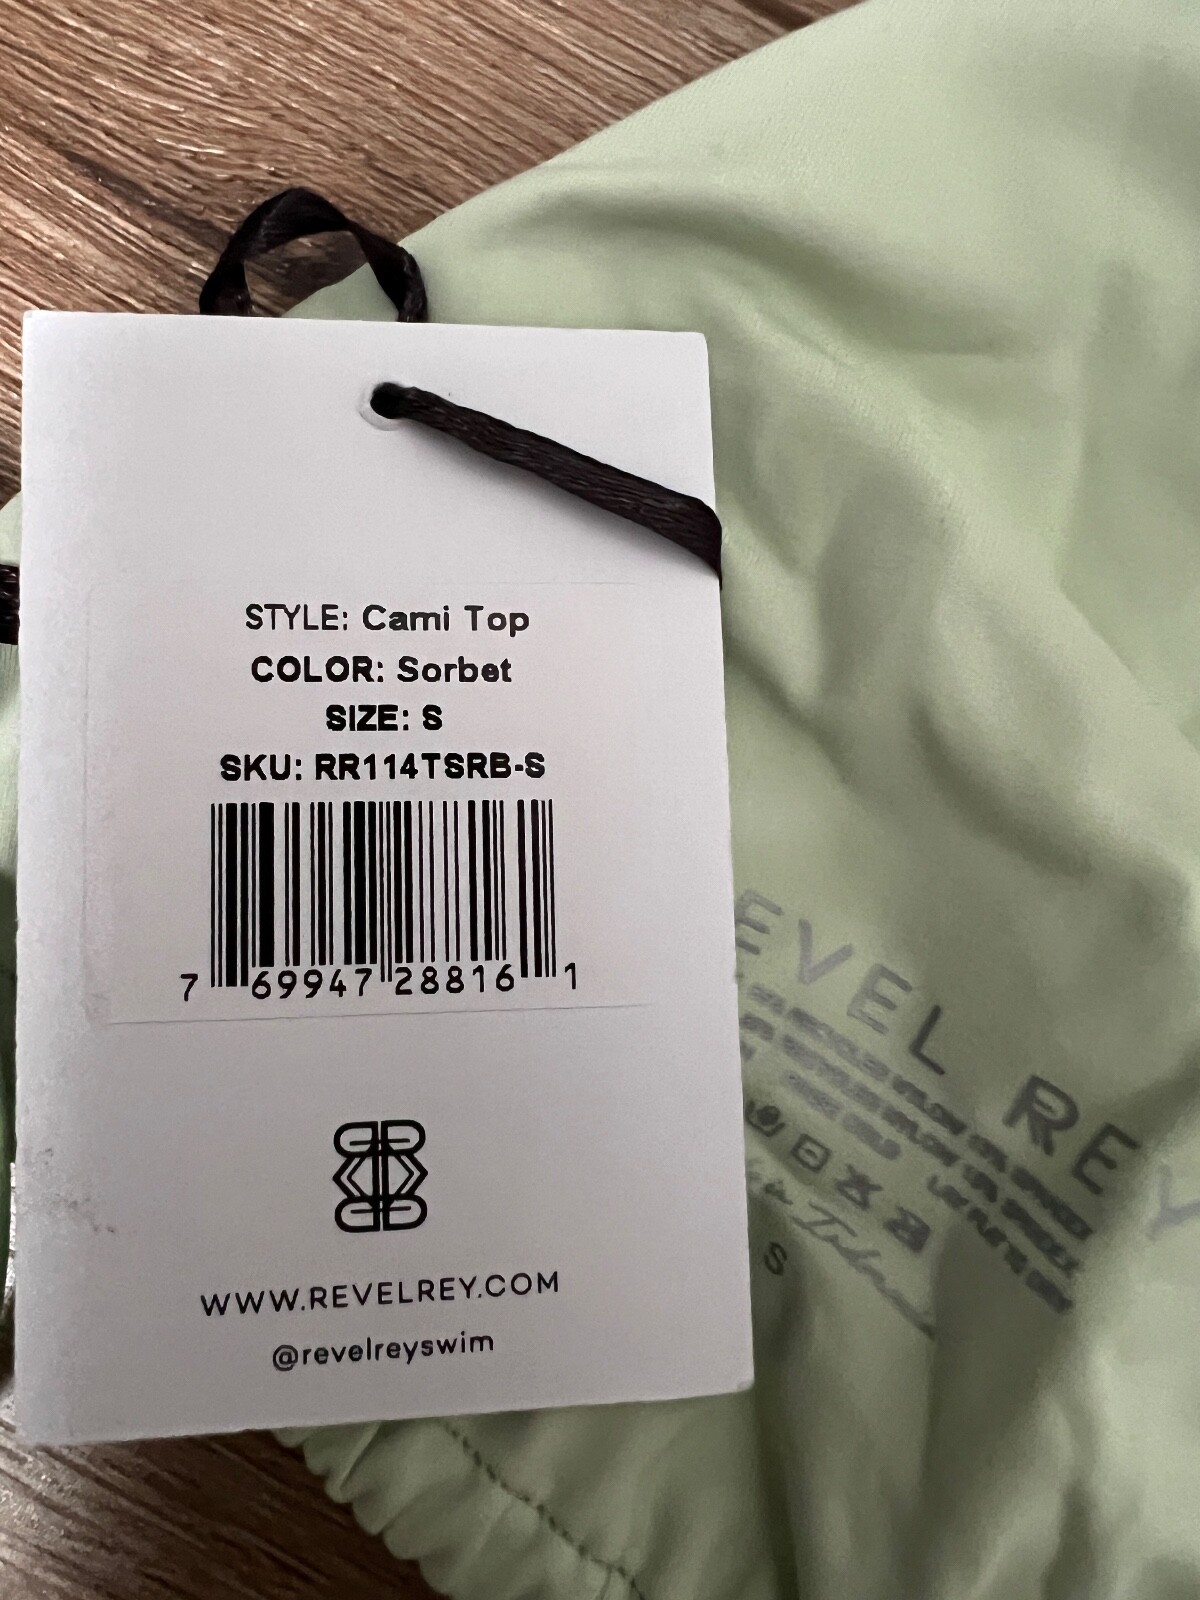 STYLE: Cami Top
COLOR: Sorbet
SIZE: S
SKU: RR114TSRB-S
7 69947 28816 1
WWW.REVELREY.COM
@revelreyswim
EVEL REY
S